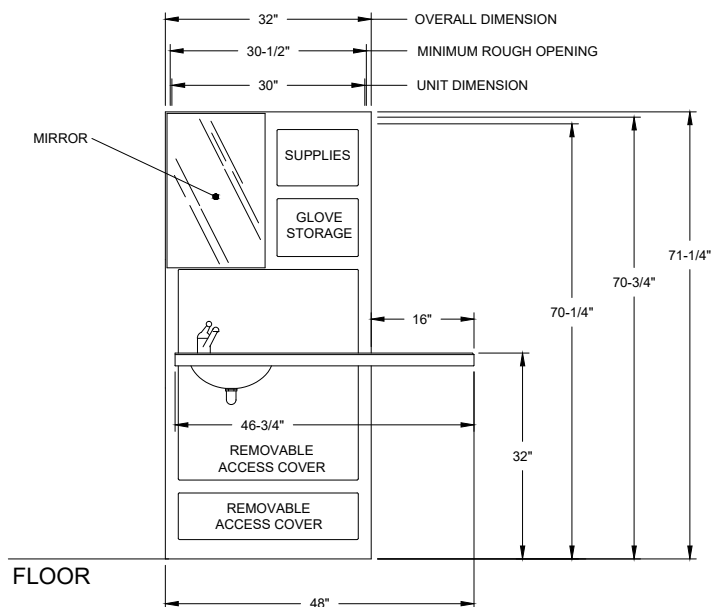 32" OVERALL DIMENSION
30-1/2" MINIMUM ROUGH OPENING
30" UNIT DIMENSION
MIRROR
SUPPLIES
GLOVE
STORAGE
71-1/4"
70-3/4"
70-1/4"
16"
46-3/4"
32"
REMOVABLE
ACCESS COVER
REMOVABLE
ACCESS COVER
FLOOR
48"